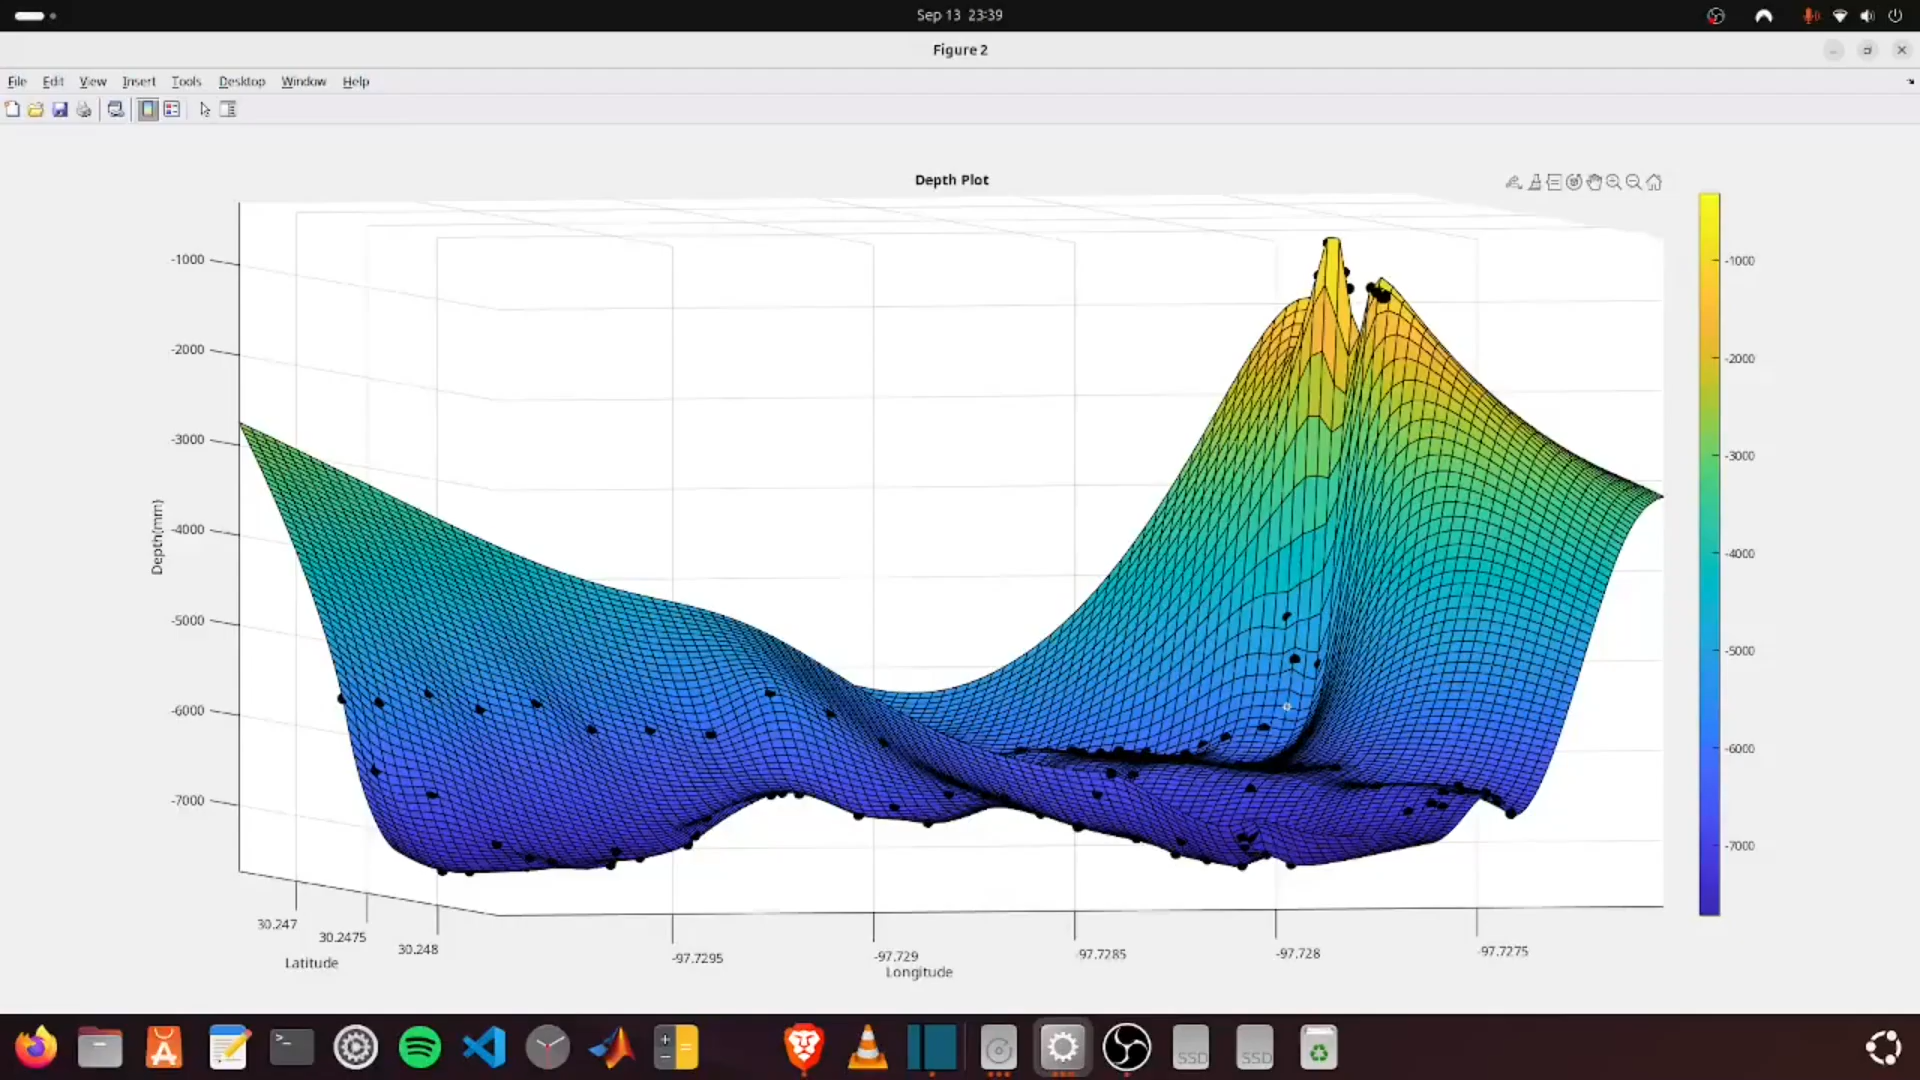 Sep 13 23:39
Figure 2
File Edit View Insert Tools Desktop Window Help
Depth Plot
-1000
-2000
-3000
-4000
-5000
-6000
-7000
Depth(mm)
30.247
30.2475
30.248
Latitude
-97.7295
-97.729
-97.7285
-97.728
-97.7275
Longitude
-1000
-2000
-3000
-4000
-5000
-6000
-7000
SSD
SSD